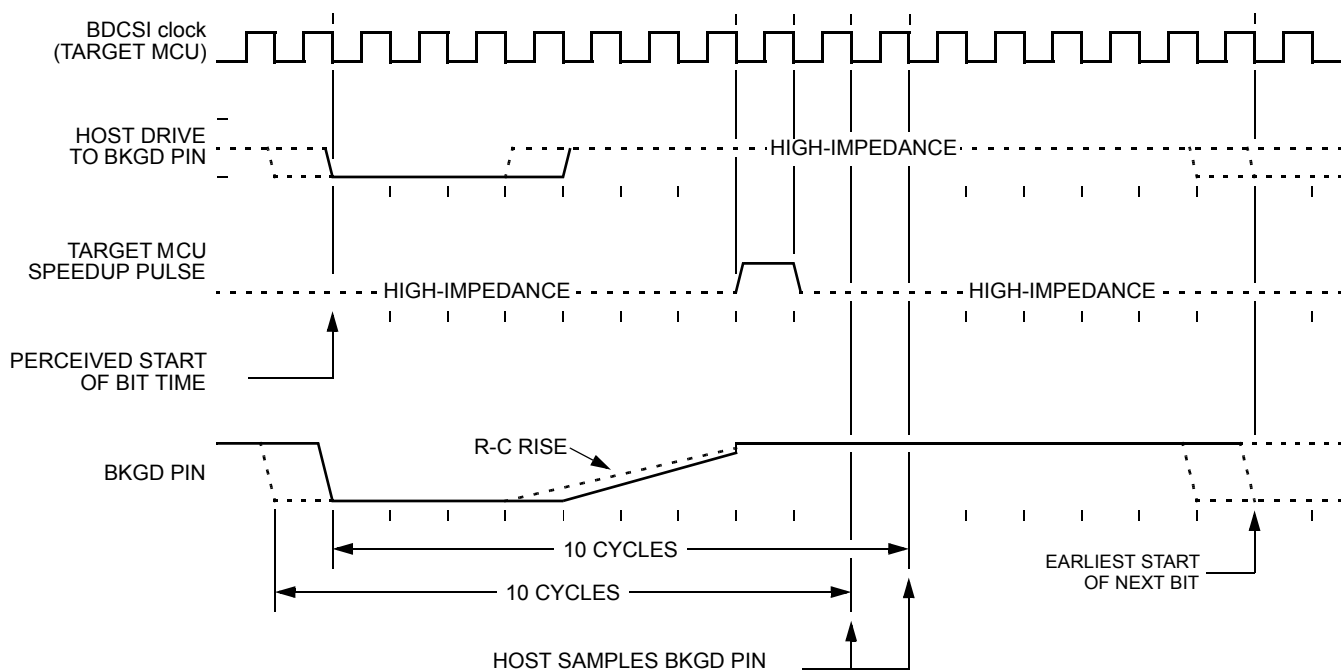 BDCSI clock
(TARGET MCU)
HOST DRIVE
TO BKGD PIN
HIGH-IMPEDANCE
TARGET MCU
SPEEDUP PULSE
HIGH-IMPEDANCE
HIGH-IMPEDANCE
PERCEIVED START
OF BIT TIME
R-C RISE
BKGD PIN
10 CYCLES
10 CYCLES
EARLIEST START
OF NEXT BIT
HOST SAMPLES BKGD PIN